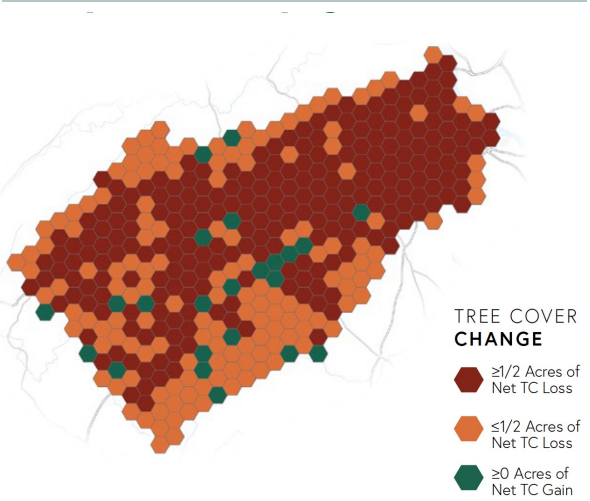 TREE COVER
CHANGE
≥1/2 Acres of
Net TC Loss
≤1/2 Acres of
Net TC Loss
≥0 Acres of
Net TC Gain